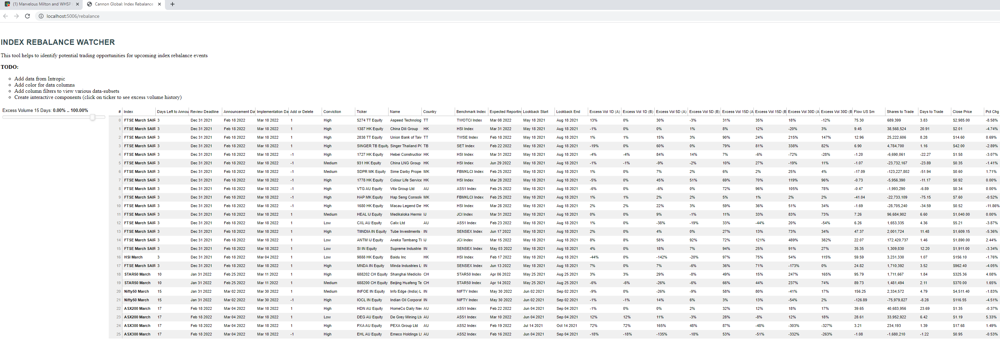 (1) Marvelous Milton and WHSP
Cannon Global: Index Rebalance
localhost:5006/rebalance
INDEX REBALANCE WATCHER
This tool helps to identify potential trading opportunities for upcoming index rebalance events
TODO:
Add data from Intropic
Add color for data columns
Add column filters to view various data-subsets
Create interactive components (click on ticker to see excess volume history)
Excess Volume 15 Days: 0.00% .. 100.00%
# Index Days Left to Annou Review Deadline Announcement Da Implementation Da Add or Delete Conviction Ticker Name Country Benchmark Index Expected Reporting Lookback Start Lookback End Excess Vol 1D (A) Excess Vol 1D (B) Excess Vol 5D (A) Excess Vol 5D (B) Excess Vol 15D (A Excess Vol 15D (B Excess Vol 30D (A Excess Vol 30D (B Flow US $m Shares to Trade Days to Trade Close Price Pct Chg
0 FTSE March SAIR 3 Dec 31 2021 Feb 18 2022 Mar 18 2022 1 High 5274 TT Equity Aspeed Technolog TT TWOTCI Index Mar 08 2022 May 18 2021 Aug 18 2021 13% 0% 30% -3% 31% 35% 18% -12% 75.30 689,399 3.83 $2,985.00 -8.58%
1 FTSE March SAIR 3 Dec 31 2021 Feb 18 2022 Mar 18 2022 1 High 1387 HK Equity China Dili Group HK HSI Index Mar 31 2022 May 18 2021 Aug 18 2021 -1% 0% 0% 1% 8% 12% -20% 3% 9.45 38,568,524 20.91 $2.01 -4.74%
2 FTSE March SAIR 3 Dec 31 2021 Feb 18 2022 Mar 18 2022 1 High 2838 TT Equity Union Bank of Taiv TT TWSE Index Feb 18 2022 May 18 2021 Aug 18 2021 1% 1% 15% 3% 90% 24% 215% 147% 12.96 25,222,606 8.28 $14.60 0.69%
3 FTSE March SAIR 3 Dec 31 2021 Feb 18 2022 Mar 18 2022 1 High SINGER TB Equity Singer Thailand PC TB SET Index Feb 22 2022 May 18 2021 Aug 18 2021 -19% 0% 60% 0% 79% 81% 338% 82% 6.90 4,784,700 1.16 $42.00 -2.89%
4 FTSE March SAIR 3 Dec 31 2021 Feb 18 2022 Mar 18 2022 -1 High 1727 HK Equity Hebei Construction HK HSI Index Mar 31 2022 May 18 2021 Aug 18 2021 -4% -4% 84% 14% 7% -6% -72% -28% -1.20 -6,690,061 -22.27 $1.58 -3.07%
5 FTSE March SAIR 3 Dec 31 2021 Feb 18 2022 Mar 18 2022 -1 Medium 931 HK Equity China LNG Group HK HSI Index Jun 29 2022 May 18 2021 Aug 18 2021 -1% -1% -9% -2% 10% 27% -19% 11% -1.07 -23,732,167 -23.89 $0.35 -1.41%
6 FTSE March SAIR 3 Dec 31 2021 Feb 18 2022 Mar 18 2022 -1 Medium SDPR MK Equity Sime Darby Prope MK FBMKLCI Index Feb 25 2022 May 18 2021 Aug 18 2021 1% 0% 7% 2% 6% 2% 25% 4% -17.09 -123,227,802 -51.94 $0.60 1.71%
7 FTSE March SAIR 3 Dec 31 2021 Feb 18 2022 Mar 18 2022 -1 High 1778 HK Equity Colour Life Service HK HSI Index Mar 28 2022 May 18 2021 Aug 18 2021 -5% 0% 45% 51% 69% 70% 119% 96% -0.73 -5,956,390 -11.17 $0.92 0.00%
8 FTSE March SAIR 3 Dec 31 2021 Feb 18 2022 Mar 18 2022 -1 High VTG AU Equity Vita Group Ltd AU AS51 Index Feb 25 2022 May 18 2021 Aug 18 2021 -6% 0% -6% 0% 72% 96% 105% 78% -0.47 -1,993,290 -6.89 $0.34 0.00%
9 FTSE March SAIR 3 Dec 31 2021 Feb 18 2022 Mar 18 2022 -1 High HAP MK Equity Hap Seng Consolic MK FBMKLCI Index Feb 25 2022 May 18 2021 Aug 18 2021 1% 1% 2% 2% 5% 1% 2% 2% -41.04 -22,733,109 -75.15 $7.60 -0.52%
10 FTSE March SAIR 3 Dec 31 2021 Feb 18 2022 Mar 18 2022 -1 High 1680 HK Equity Macau Legend De HK HSI Index Mar 28 2022 May 18 2021 Aug 18 2021 2% 2% 22% 3% 59% 36% 51% 34% -1.69 -28,705,240 -34.59 $0.52 -11.86%
11 FTSE March SAIR 3 Dec 31 2021 Feb 18 2022 Mar 18 2022 1 Medium HEAL IJ Equity Medikaloka Hermir IJ JCI Index Mar 31 2022 May 18 2021 Aug 18 2021 0% 0% 9% -1% 11% 33% 83% 73% 7.26 96,684,902 6.60 $1,040.00 0.00%
12 FTSE March SAIR 3 Dec 31 2021 Feb 18 2022 Mar 18 2022 1 Low CXL AU Equity Calix Ltd AU AS51 Index Feb 23 2022 May 18 2021 Aug 18 2021 1% 0% -38% -19% 33% -44% 20% -54% 6.26 1,653,335 4.36 $5.21 -3.87%
13 FTSE March SAIR 3 Dec 31 2021 Feb 18 2022 Mar 18 2022 1 High TIINDIA IN Equity Tube Investments IN SENSEX Index Jun 17 2022 May 18 2021 Aug 18 2021 2% 0% 4% 0% 27% 13% 73% 34% 47.37 2,001,724 11.48 $1,609.15 -5.36%
14 FTSE March SAIR 3 Dec 31 2021 Feb 18 2022 Mar 18 2022 1 Low ANTM IJ Equity Aneka Tambang Tl IJ JCI Index Mar 15 2022 May 18 2021 Aug 18 2021 8% 8% 58% 92% 72% 121% 489% 382% 22.07 172,420,737 1.46 $1,890.00 2.44%
15 FTSE March SAIR 3 Dec 31 2021 Feb 18 2022 Mar 18 2022 1 Low SI IN Equity Supreme Industrie IN SENSEX Index May 03 2022 May 18 2021 Aug 18 2021 4% 0% 18% 7% 94% 25% 91% 27% 35.35 1,309,830 12.20 $1,911.00 -3.34%
16 HSI March 3 Dec 31 2021 Feb 18 2022 Mar 04 2022 1 Low 9888 HK Equity Baidu Inc HK HSI Index Feb 17 2022 May 18 2021 Aug 18 2021 -44% 0% -142% -20% 97% 75% 54% 115% 59.59 3,231,330 1.07 $156.10 -1.76%
17 FTSE March SAIR 3 Dec 31 2021 Feb 18 2022 Mar 18 2022 1 High MNDA IN Equity Minda Industries L IN SENSEX Index Jun 13 2022 May 18 2021 Aug 18 2021 7% 0% 7% -6% 36% 71% -173% 0% 24.82 1,710,392 3.52 $962.40 -4.05%
18 STAR50 March 10 Jan 31 2022 Feb 25 2022 Mar 11 2022 1 High 688202 CH Equity Shanghai Medicilo CH STAR50 Index Apr 06 2022 May 25 2021 Aug 25 2021 3% 3% 29% -8% 49% 15% 247% 165% 95.79 1,711,667 1.84 $325.36 4.08%
19 STAR50 March 10 Jan 31 2022 Feb 25 2022 Mar 11 2022 1 Medium 688200 CH Equity Beijing Huafeng Te CH STAR50 Index Apr 14 2022 May 25 2021 Aug 25 2021 -6% -6% -26% -6% 66% 44% 237% 74% 89.73 1,481,494 2.11 $370.00 1.65%
20 Nifty50 March 15 Jan 31 2022 Mar 02 2022 Mar 30 2022 1 Medium INFOE IN Equity Info Edge (India) L IN NIFTY Index May 30 2022 Jun 02 2021 Sep 02 2021 -9% 0% -26% -9% 58% 80% -41% 17% 156.25 2,334,572 4.79 $4,511.40 -1.83%
21 Nifty50 March 15 Jan 31 2022 Mar 02 2022 Mar 30 2022 -1 High IOCL IN Equity Indian Oil Corporat IN NIFTY Index May 30 2022 Jun 02 2021 Sep 02 2021 -1% -1% 14% 6% 3% 13% -54% 2% -126.89 -75,979,827 -8.28 $116.55 -4.51%
22 ASX200 March 17 Feb 18 2022 Mar 04 2022 Mar 18 2022 1 High HDN AU Equity HomeCo Daily Nee AU AS51 Index Feb 22 2022 Jun 04 2021 Sep 04 2021 -1% 0% 0% 2% 32% 12% 18% 17% 39.65 40,683,956 23.69 $1.35 -0.37%
23 ASX200 March 17 Feb 18 2022 Mar 04 2022 Mar 18 2022 1 Low DEG AU Equity De Grey Mining Ltd AU AS51 Index Mar 10 2022 Jun 04 2021 Sep 04 2021 12% 12% 11% -3% 28% -8% 12% 18% 28.61 33,952,922 6.42 $1.19 5.33%
24 ASX300 March 17 Feb 18 2022 Mar 04 2022 Mar 18 2022 1 High PXA AU Equity PEXA Group Ltd AU AS52 Index Feb 19 2022 Jul 14 2021 Oct 14 2021 72% 72% 165% 48% 87% -48% -303% -327% 3.21 234,193 1.39 $17.68 1.49%
25 ASX300 March 17 Feb 18 2022 Mar 04 2022 Mar 18 2022 -1 High EHL AU Equity Emeco Holdings Lt AU AS52 Index Feb 16 2022 Jun 04 2021 Sep 04 2021 -18% -18% -135% -18% 53% -51% -332% -263% -1.08 -1,680,210 -1.22 $0.95 -0.53%